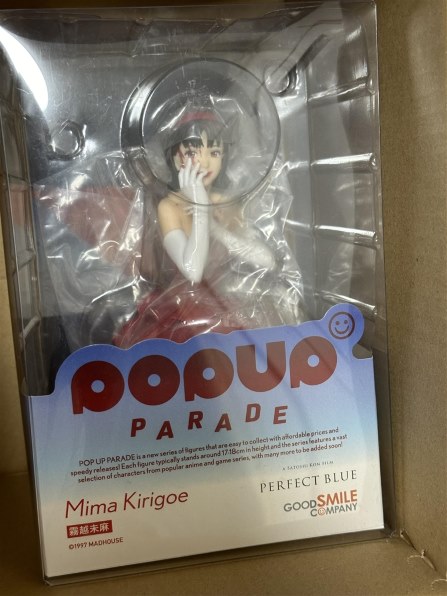 POPUP
PARADE
POP UP PARADE is a new series of figures that are easy to collect with affordable prices and
speedy releases! Each figure typically stands around 17-18cm in height and the series features a vast
selection of characters from popular anime and game series, with many more to be added soon!
Mima Kirigoe
霧越未麻
©1997 MADHOUSE
A SATOSHI KON FILM
PERFECT BLUE
GOOD SMILE
COMPANY